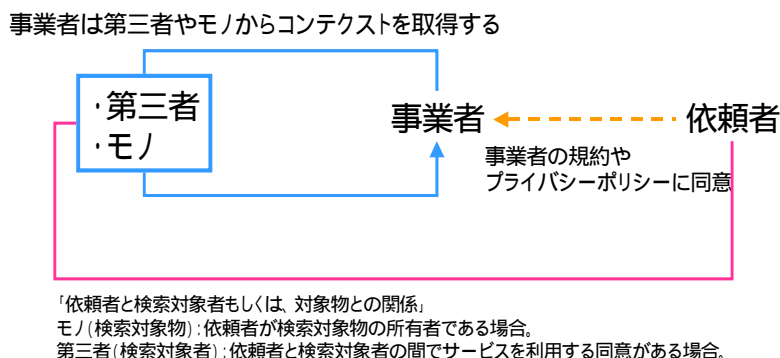 事業者は第三者やモノからコンテクストを取得する
・第三者
・モノ
事業者
依頼者
事業者の規約や
プライバシーポリシーに同意
「依頼者と検索対象者もしくは、対象物との関係」
モノ(検索対象物):依頼者が検索対象物の所有者である場合。
第三者(検索対象者):依頼者と検索対象者の間でサービスを利用する同意がある場合。